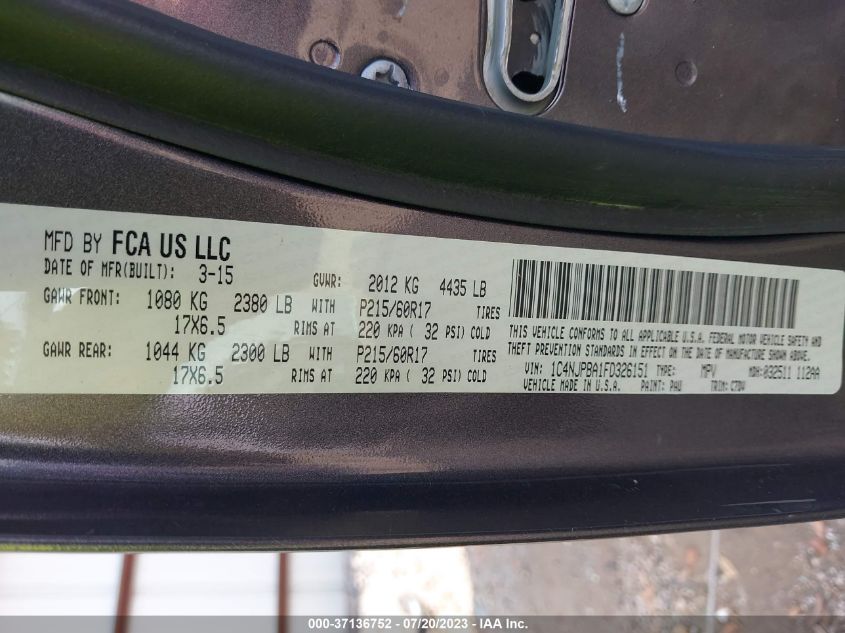 MFD BY FCA US LLC
DATE OF MFR(BUILT): 3-15 GVWR: 2012 KG 4435 LB
GAWR FRONT: 1080 KG 2380 LB WITH P215/60R17 TIRES
17X6.5 RIMS AT 220 KPA ( 32 PSI) COLD
GAWR REAR: 1044 KG 2300 LB WITH P215/60R17 TIRES
17X6.5 RIMS AT 220 KPA ( 32 PSI) COLD
THIS VEHICLE CONFORMS TO ALL APPLICABLE U.S.A. FEDERAL MOTOR VEHICLE SAFETY AND
THEFT PREVENTION STANDARDS IN EFFECT ON THE DATE OF MANUFACTURE SHOWN ABOVE.
VIN: 1C4NJPBA1FD326151 TYPE: MPV MDH:032511 112AA
VEHICLE MADE IN U.S.A. PAINT: PAU TRIM: C7DV
000-37136752 - 07/20/2023 - IAA Inc.